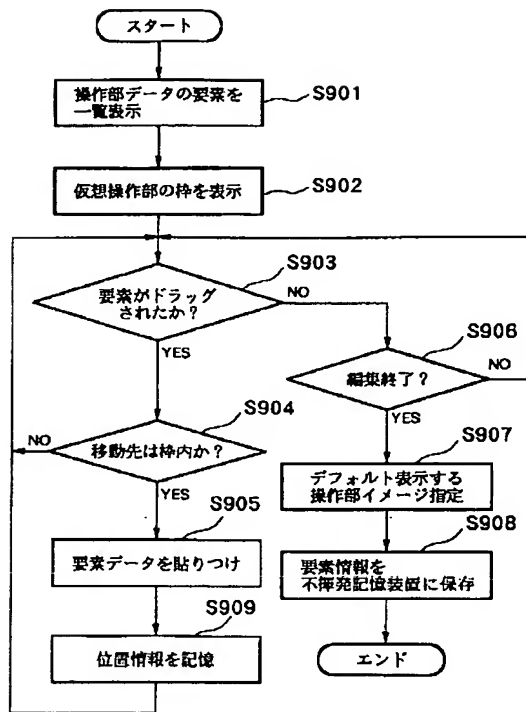 スタート
操作部データの要素を
一覧表示
S901
仮想操作部の枠を表示
S902
要素がドラッグ
されたか？
S903
NO
YES
編集終了？
S906
NO
YES
移動先は枠内か？
S904
NO
YES
デフォルト表示する
操作部イメージ指定
S907
要素データを貼りつけ
S905
要素情報を
不揮発記憶装置に保存
S908
位置情報を記憶
S909
エンド